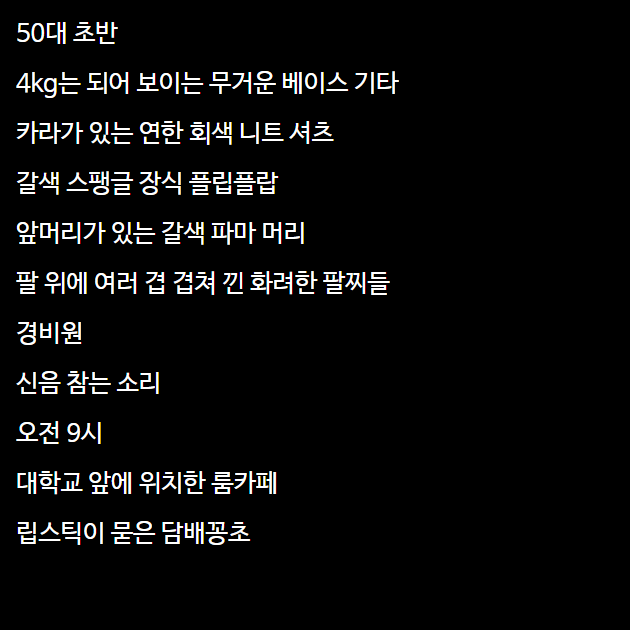 50대 초반
4kg는 되어 보이는 무거운 베이스 기타
카라가 있는 연한 회색 니트 셔츠
갈색 스팽글 장식 플립플랍
앞머리가 있는 갈색 파마 머리
팔 위에 여러 겹 겹쳐 낀 화려한 팔찌들
경비원
신음 참는 소리
오전 9시
대학교 앞에 위치한 룸카페
립스틱이 묻은 담배꽁초